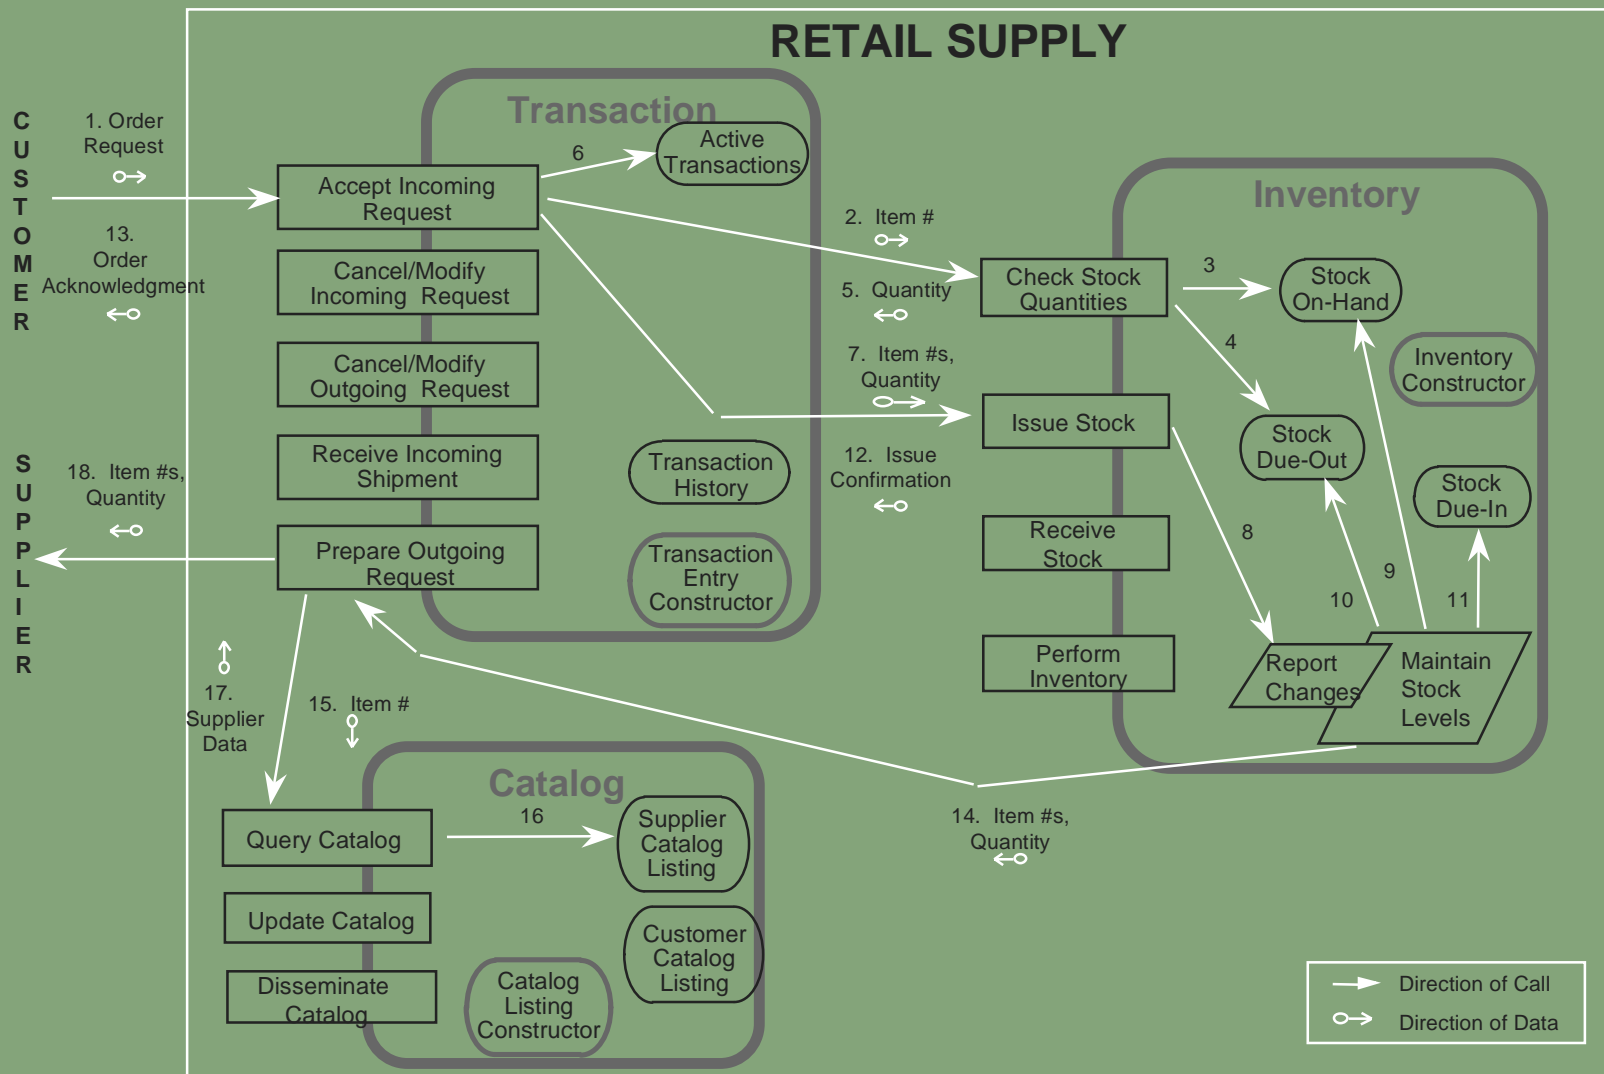 RETAIL SUPPLY
CUSTOMER
1. Order
Request
13.
Order
Acknowledgment
SUPPLIER
18. Item #s,
Quantity
Transaction
Accept Incoming
Request
6
Active
Transactions
Cancel/Modify
Incoming Request
Cancel/Modify
Outgoing Request
Receive Incoming
Shipment
Prepare Outgoing
Request
Transaction
History
Transaction
Entry
Constructor
2. Item #
5. Quantity
7. Item #s,
Quantity
12. Issue
Confirmation
Inventory
Check Stock
Quantities
3
Stock
On-Hand
4
Inventory
Constructor
Issue Stock
Stock
Due-Out
Stock
Due-In
Receive
Stock
8
9
10
11
Perform
Inventory
Report
Changes
Maintain
Stock
Levels
17.
Supplier
Data
15. Item #
14. Item #s,
Quantity
Catalog
Query Catalog
16
Supplier
Catalog
Listing
Update Catalog
Customer
Catalog
Listing
Disseminate
Catalog
Catalog
Listing
Constructor
Direction of Call
Direction of Data